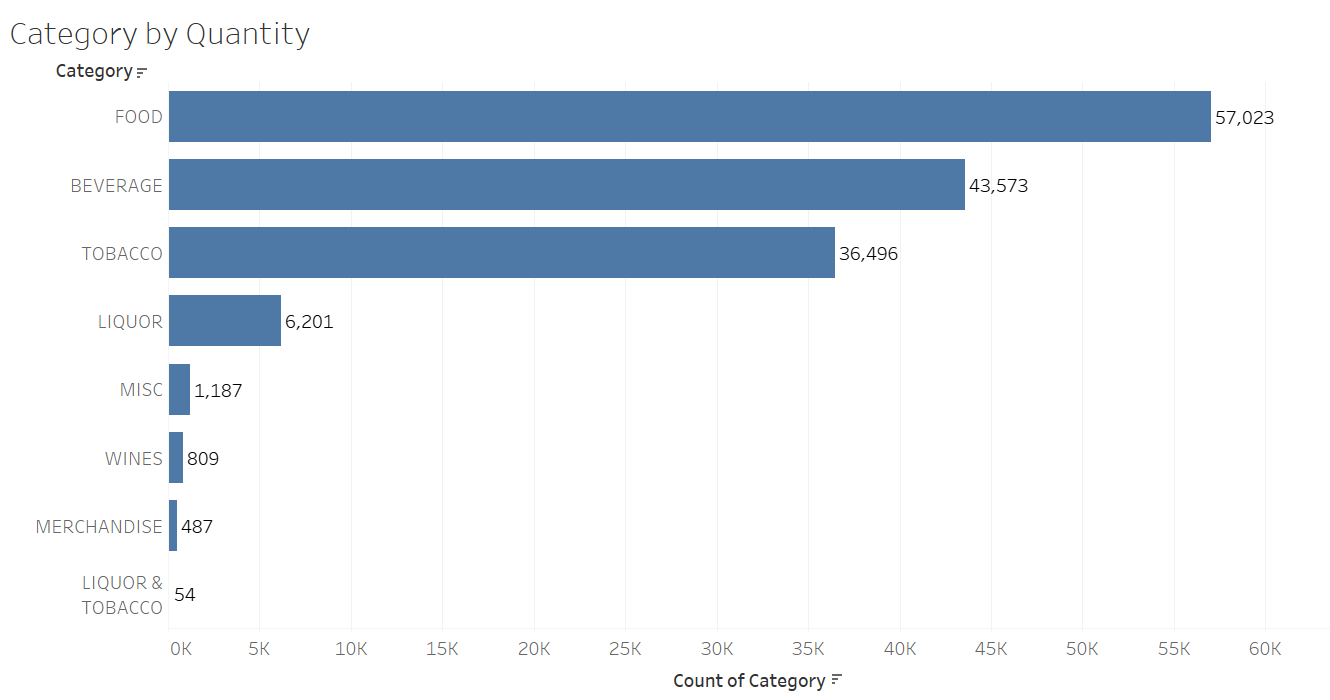 Category by Quantity
Category
FOOD 57,023
BEVERAGE 43,573
TOBACCO 36,496
LIQUOR 6,201
MISC 1,187
WINES 809
MERCHANDISE 487
LIQUOR &
TOBACCO 54
0K 5K 10K 15K 20K 25K 30K 35K 40K 45K 50K 55K 60K
Count of Category